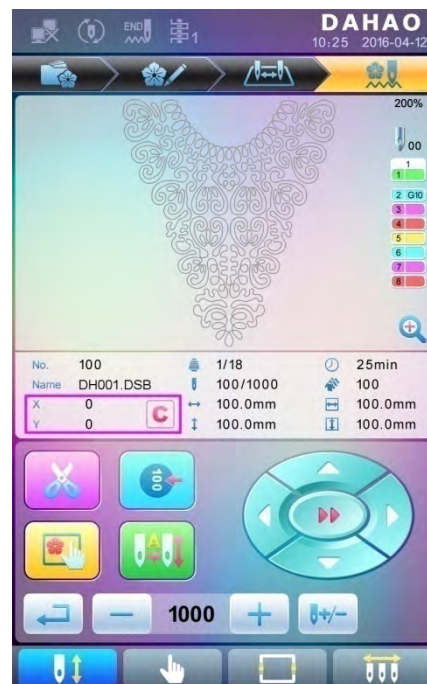 DAHAO
END
1
10:25 2016-04-12
200%
00
1
1
2 G10
3
4
5
6
7
8
No. 100 1/18 25min
Name DH001.DSB 100/1000 100
X 0 C 100.0mm 100.0mm
Y 0 100.0mm 100.0mm
100
A
1000
+/-